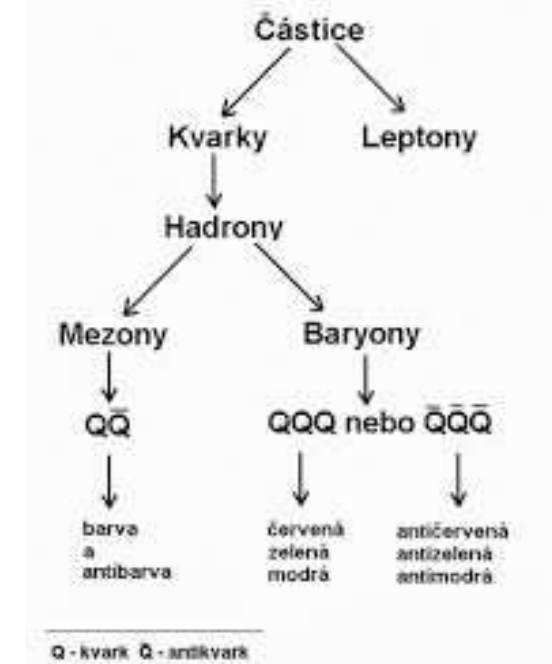 Částice
Kvarky Leptony
Hadrony
Mezony Baryony
QQ̄ QQQ nebo Q̄Q̄Q̄
barva červená antičervená
a zelená antizelená
antibarva modrá antimodrá
Q - kvark Q̄ - antikvark